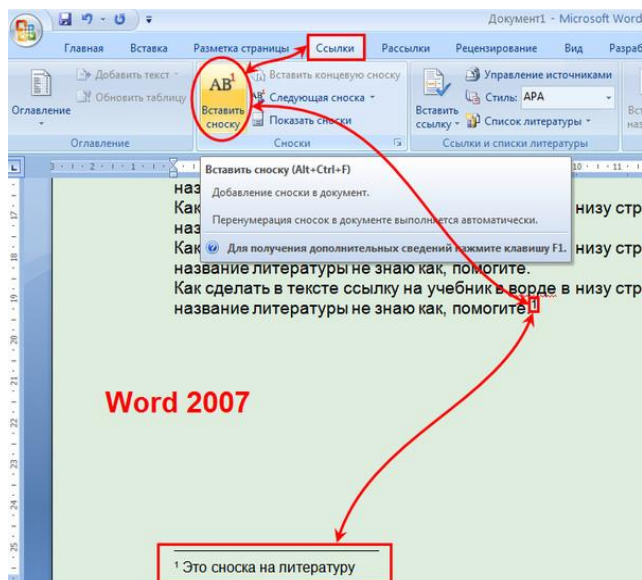 Документ1 - Microsoft Word
Главная Вставка Разметка страницы Ссылки Рассылки Рецензирование Вид Разраб
Оглавление
Добавить текст
Обновить таблицу
Оглавление
AB¹
Вставить сноску
Вставить концевую сноску
Следующая сноска
Показать сноски
Сноски
Вставить ссылку
Управление источниками
Стиль: APA
Список литературы
Ссылки и списки литературы
Вставить сноску (Alt+Ctrl+F)
Добавление сноски в документ.
Перенумерация сносок в документе выполняется автоматически.
Для получения дополнительных сведений нажмите клавишу F1.
наз
Как низу стр
наз
Как низу стр
название литературы не знаю как, помогите.
Как сделать в тексте ссылку на учебник в ворде в низу стр
название литературы не знаю как, помогите.¹
Word 2007
¹ Это сноска на литературу